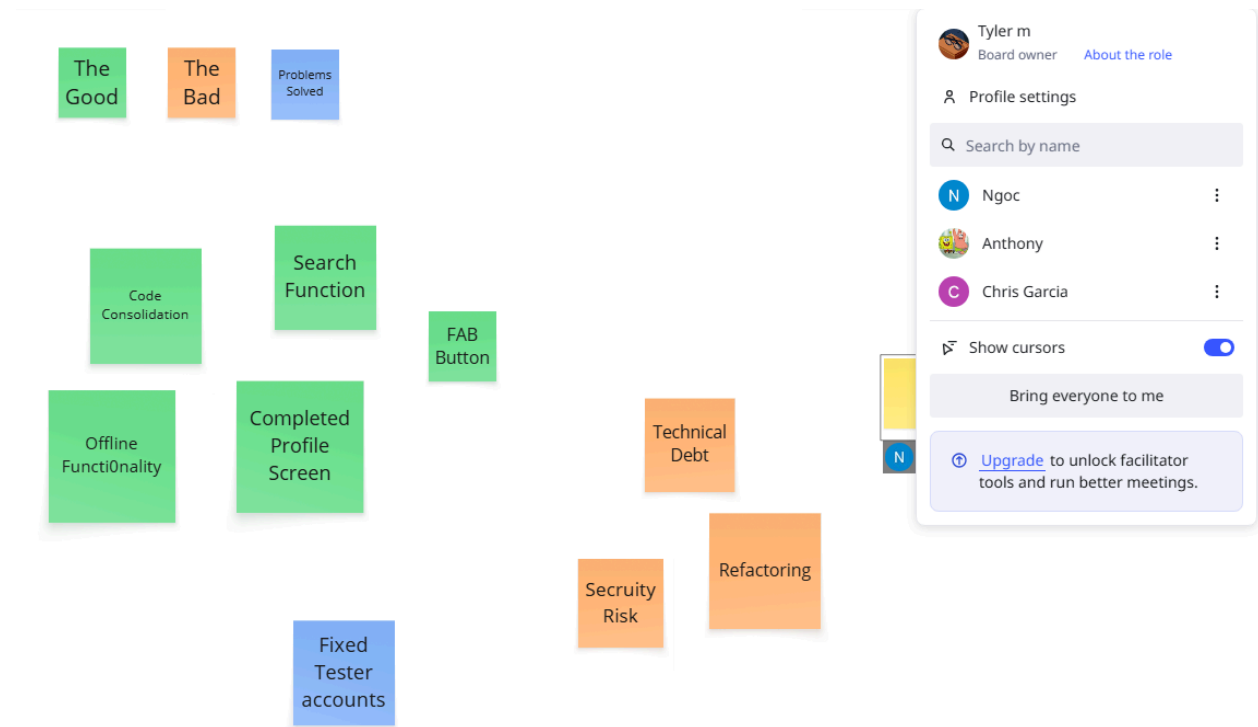 The
Good
The
Bad
Problems
Solved
Code
Consolidation
Search
Function
FAB
Button
Offline
Functi0nality
Completed
Profile
Screen
Technical
Debt
Secruity
Risk
Refactoring
Fixed
Tester
accounts
N
Tyler m
Board owner About the role
Profile settings
Search by name
N Ngoc
Anthony
C Chris Garcia
Show cursors
Bring everyone to me
Upgrade to unlock facilitator
tools and run better meetings.